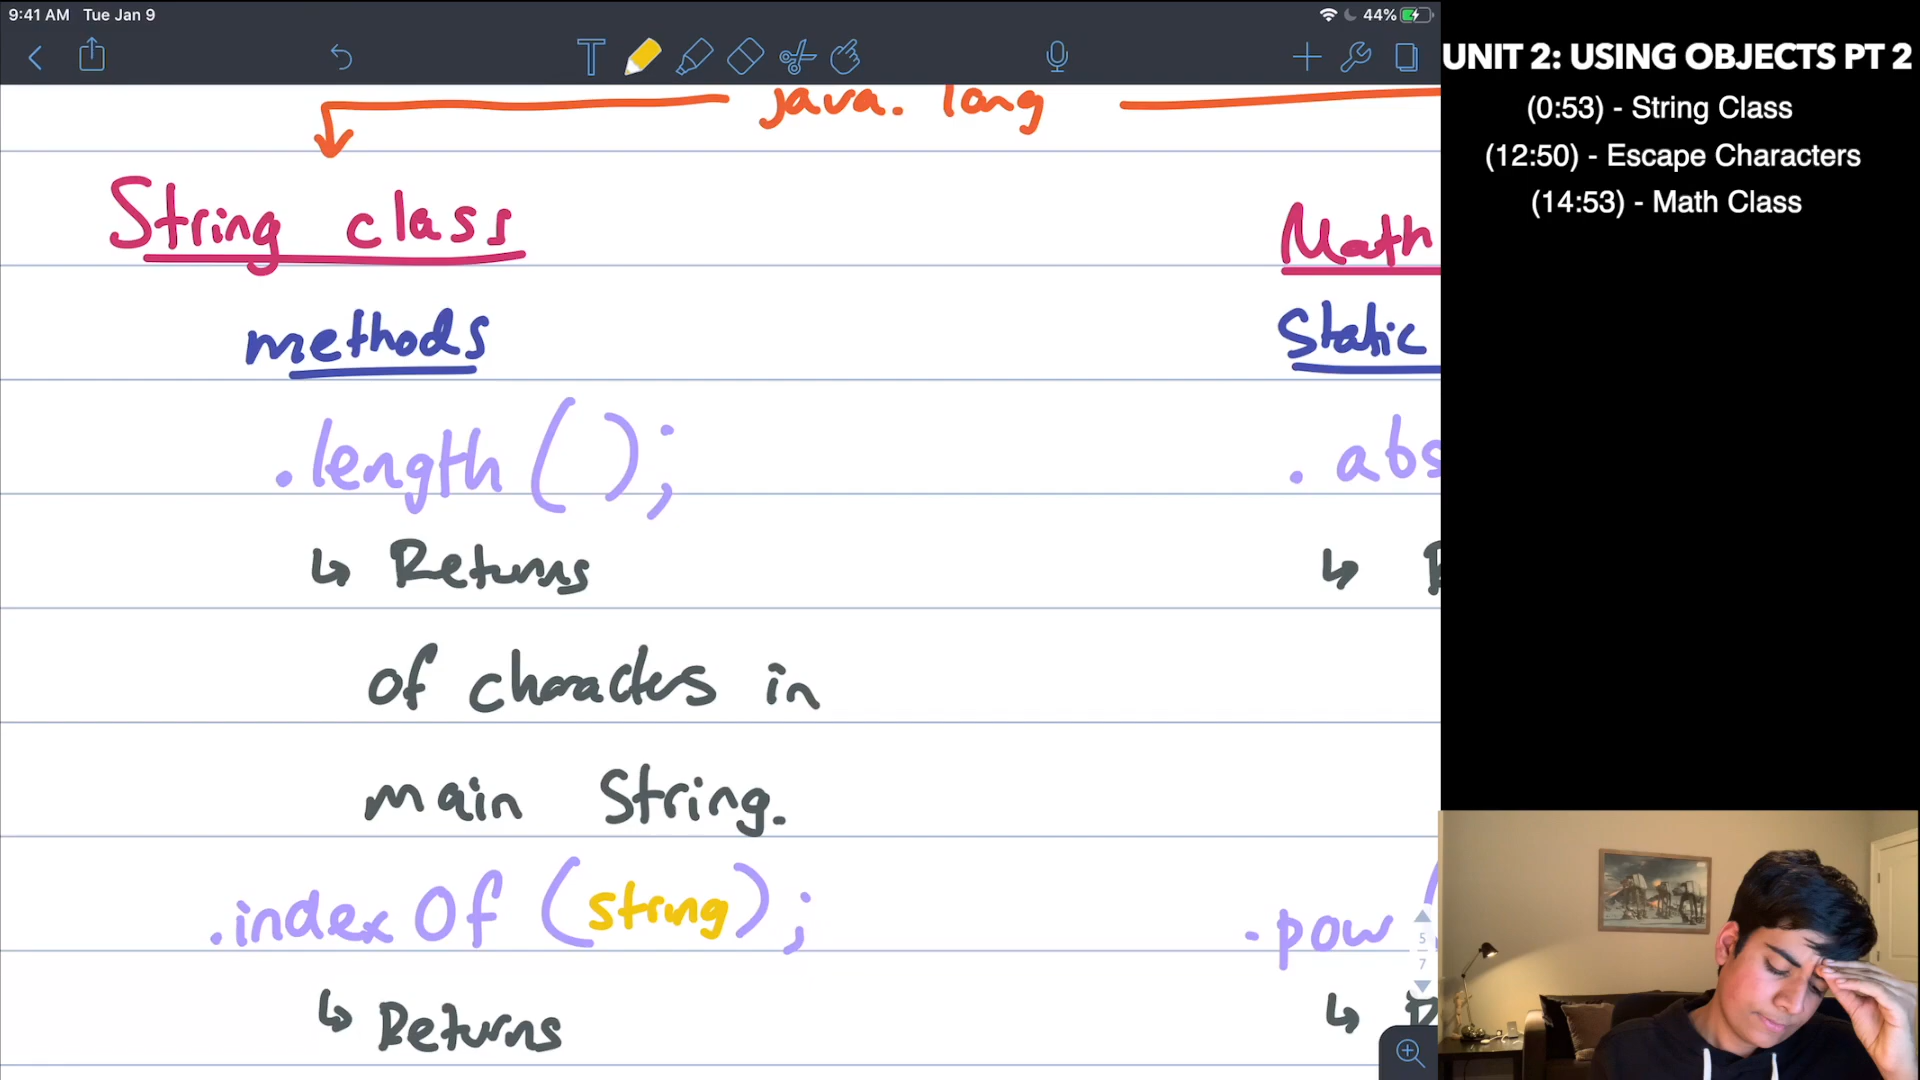 9:41 AM Tue Jan 9
44%
UNIT 2: USING OBJECTS PT 2
(0:53) - String Class
(12:50) - Escape Characters
(14:53) - Math Class
java. lang
String class
methods
.length();
↳ Returns
of characters in
main String.
.indexOf (string);
↳ Returns
Math
Static
. abs
↳
.pow
↳
5
7